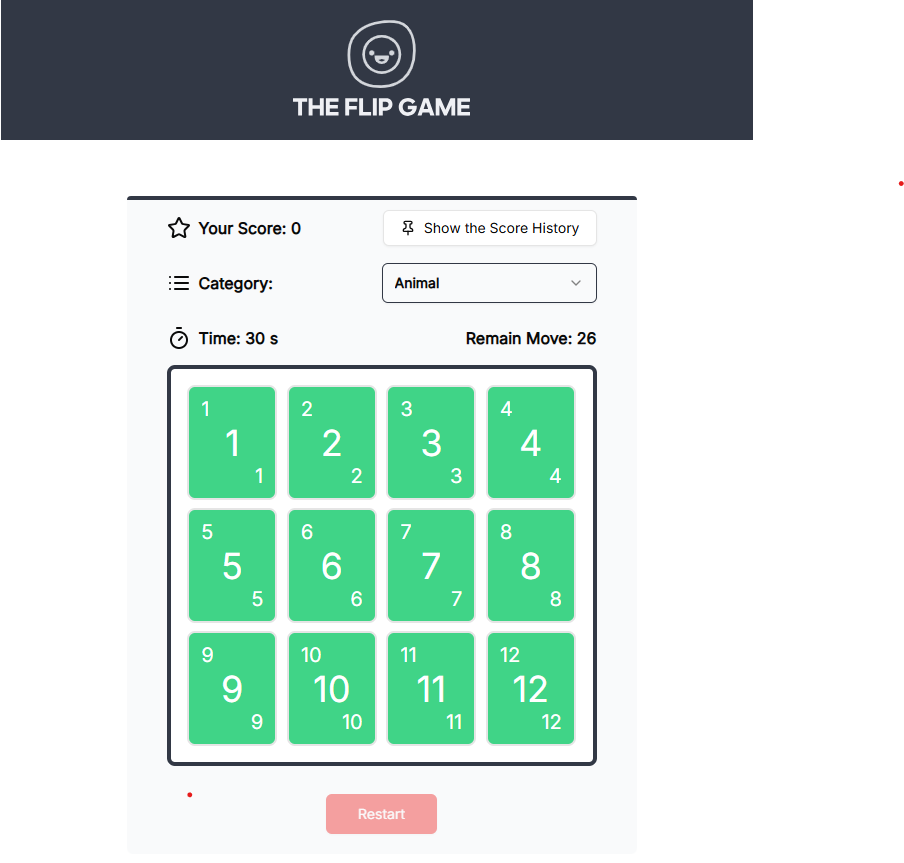 THE FLIP GAME
Your Score: 0
Show the Score History
Category:
Animal
Time: 30 s
Remain Move: 26
1 2 3 4
1 2 3 4
1 2 3 4
5 6 7 8
5 6 7 8
5 6 7 8
9 10 11 12
9 10 11 12
9 10 11 12
Restart